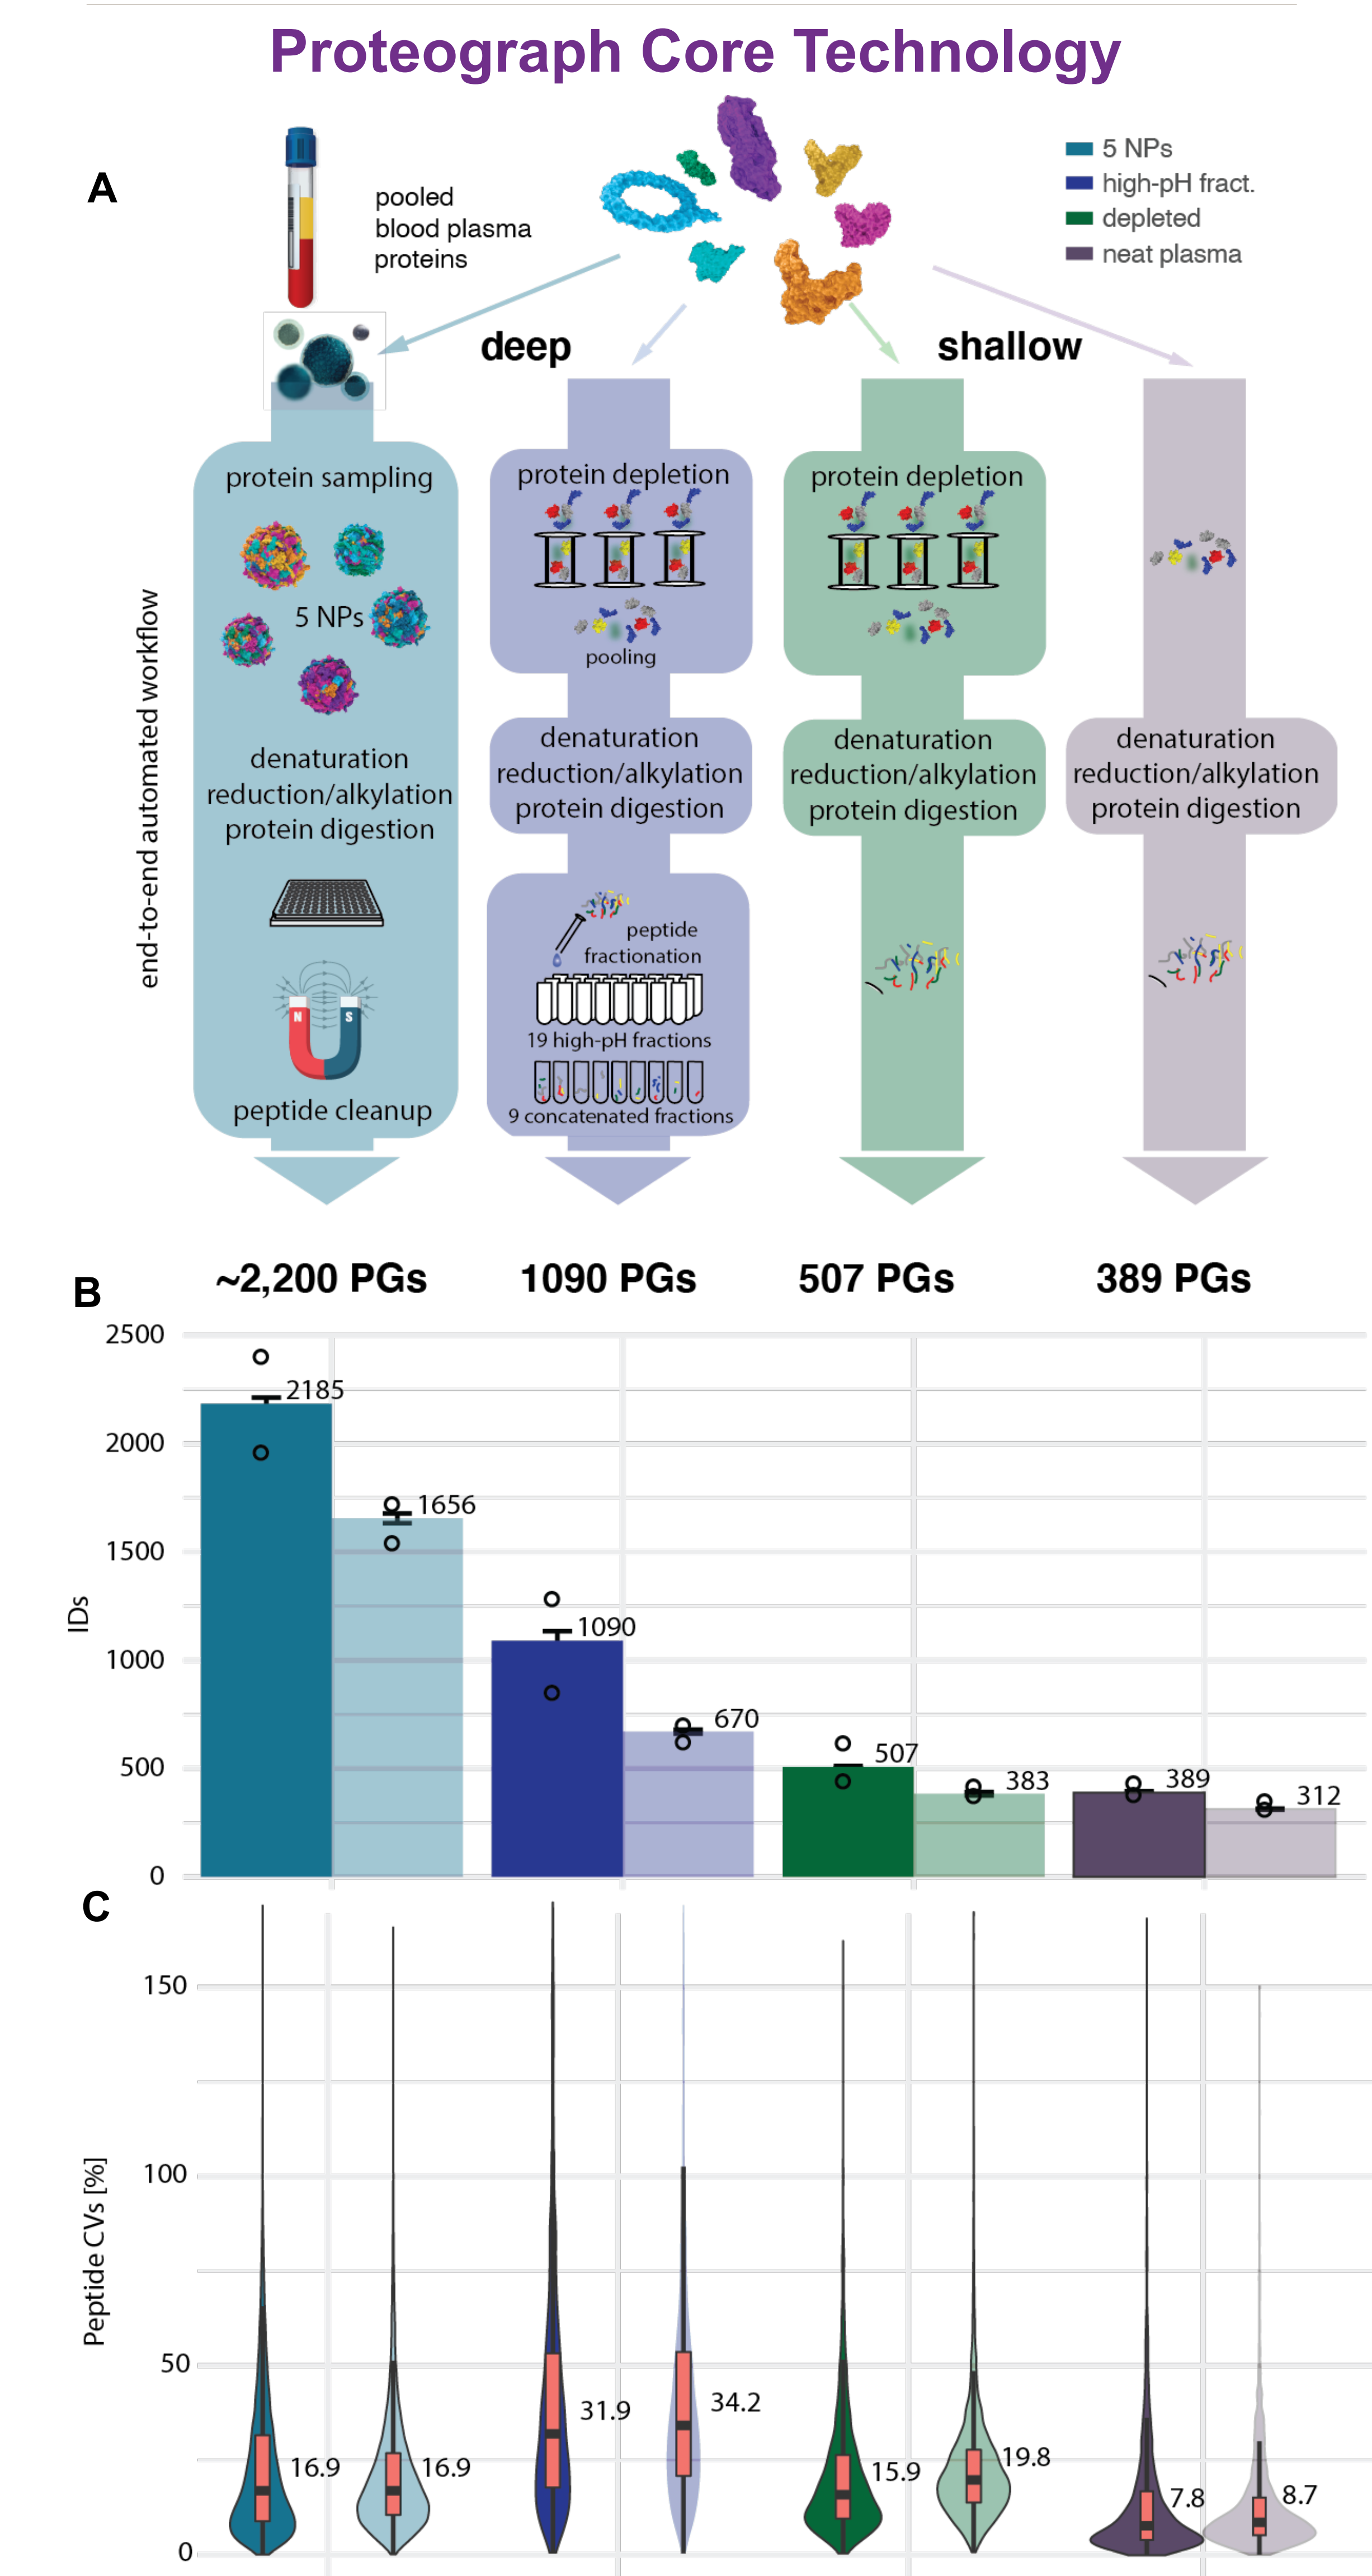 Proteograph Core Technology
A
pooled
blood plasma
proteins
5 NPs
high-pH fract.
depleted
neat plasma
deep
shallow
end-to-end automated workflow
protein sampling
5 NPs
denaturation
reduction/alkylation
protein digestion
N S
peptide cleanup
protein depletion
pooling
denaturation
reduction/alkylation
protein digestion
peptide
fractionation
19 high-pH fractions
9 concatenated fractions
protein depletion
denaturation
reduction/alkylation
protein digestion
denaturation
reduction/alkylation
protein digestion
B
~2,200 PGs
1090 PGs
507 PGs
389 PGs
IDs
2500
2000
1500
1000
500
0
2185
1656
1090
670
507
383
389
312
C
Peptide CVs [%]
150
100
50
0
16.9
16.9
31.9
34.2
15.9
19.8
7.8
8.7